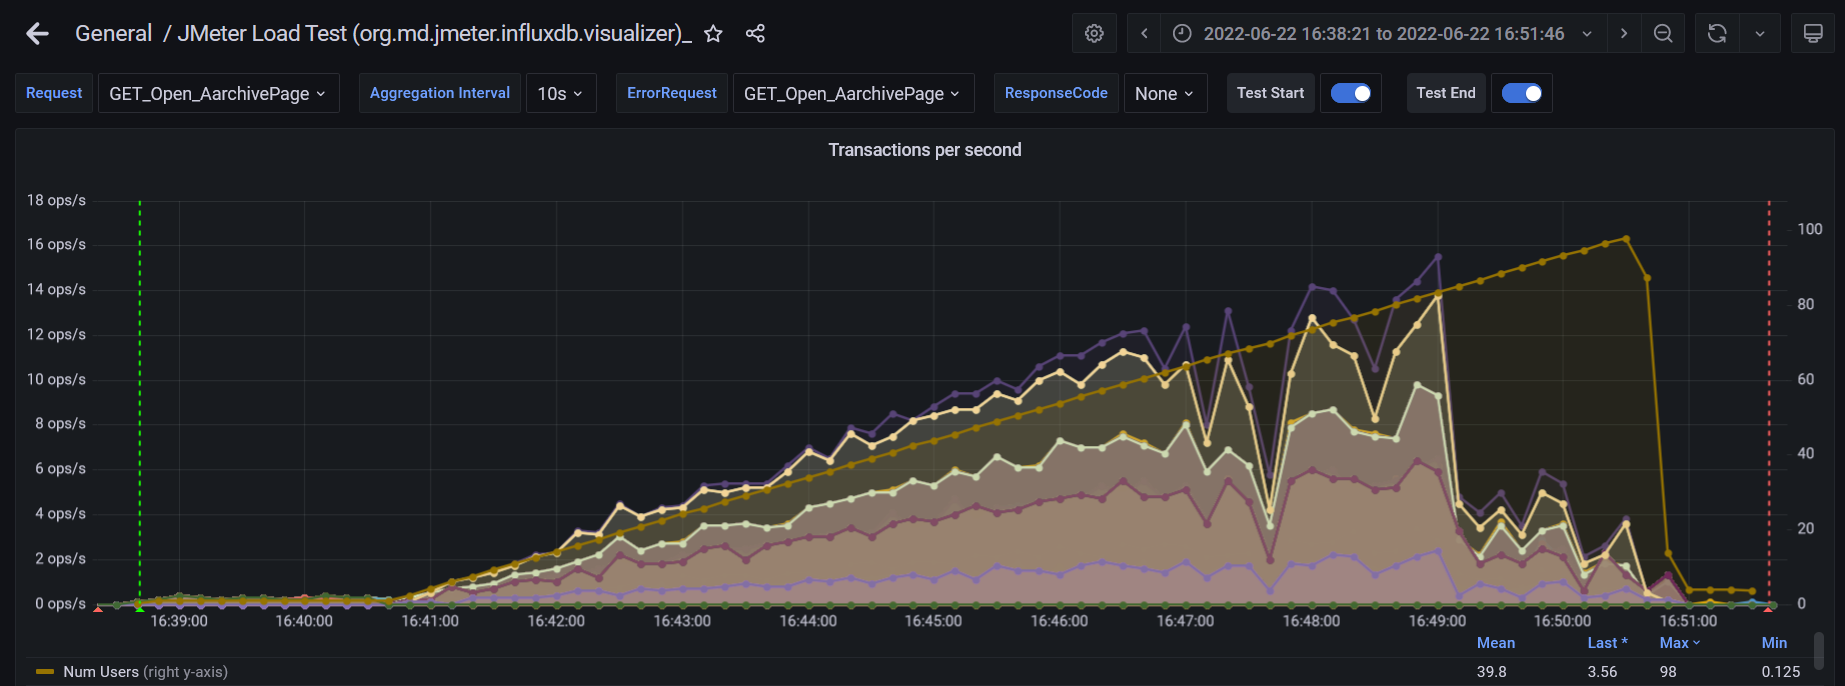 General / JMeter Load Test (org.md.jmeter.influxdb.visualizer)_
2022-06-22 16:38:21 to 2022-06-22 16:51:46
Request GET_Open_AarchivePage Aggregation Interval 10s ErrorRequest GET_Open_AarchivePage ResponseCode None Test Start Test End
Transactions per second
18 ops/s
16 ops/s
14 ops/s
12 ops/s
10 ops/s
8 ops/s
6 ops/s
4 ops/s
2 ops/s
0 ops/s
100
80
60
40
20
0
16:39:00 16:40:00 16:41:00 16:42:00 16:43:00 16:44:00 16:45:00 16:46:00 16:47:00 16:48:00 16:49:00 16:50:00 16:51:00
Mean Last * Max Min
Num Users (right y-axis) 39.8 3.56 98 0.125